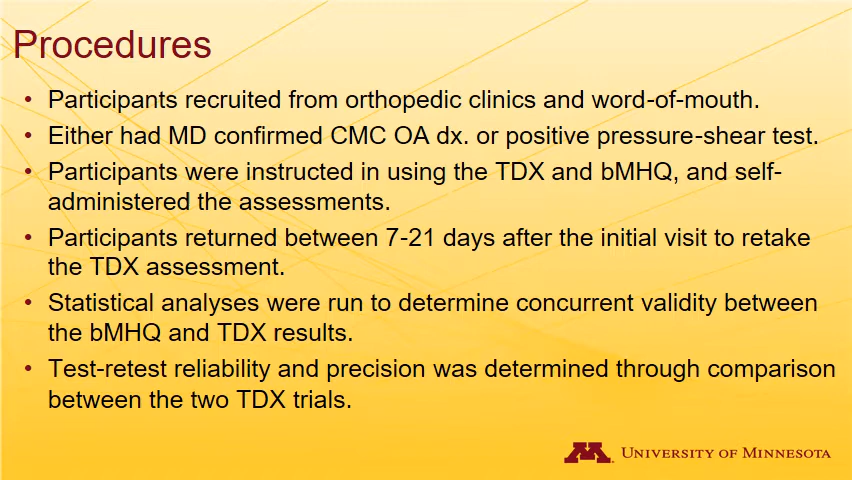 Procedures
• Participants recruited from orthopedic clinics and word-of-mouth.
• Either had MD confirmed CMC OA dx. or positive pressure-shear test.
• Participants were instructed in using the TDX and bMHQ, and self-
administered the assessments.
• Participants returned between 7-21 days after the initial visit to retake
the TDX assessment.
• Statistical analyses were run to determine concurrent validity between
the bMHQ and TDX results.
• Test-retest reliability and precision was determined through comparison
between the two TDX trials.
M UNIVERSITY OF MINNESOTA